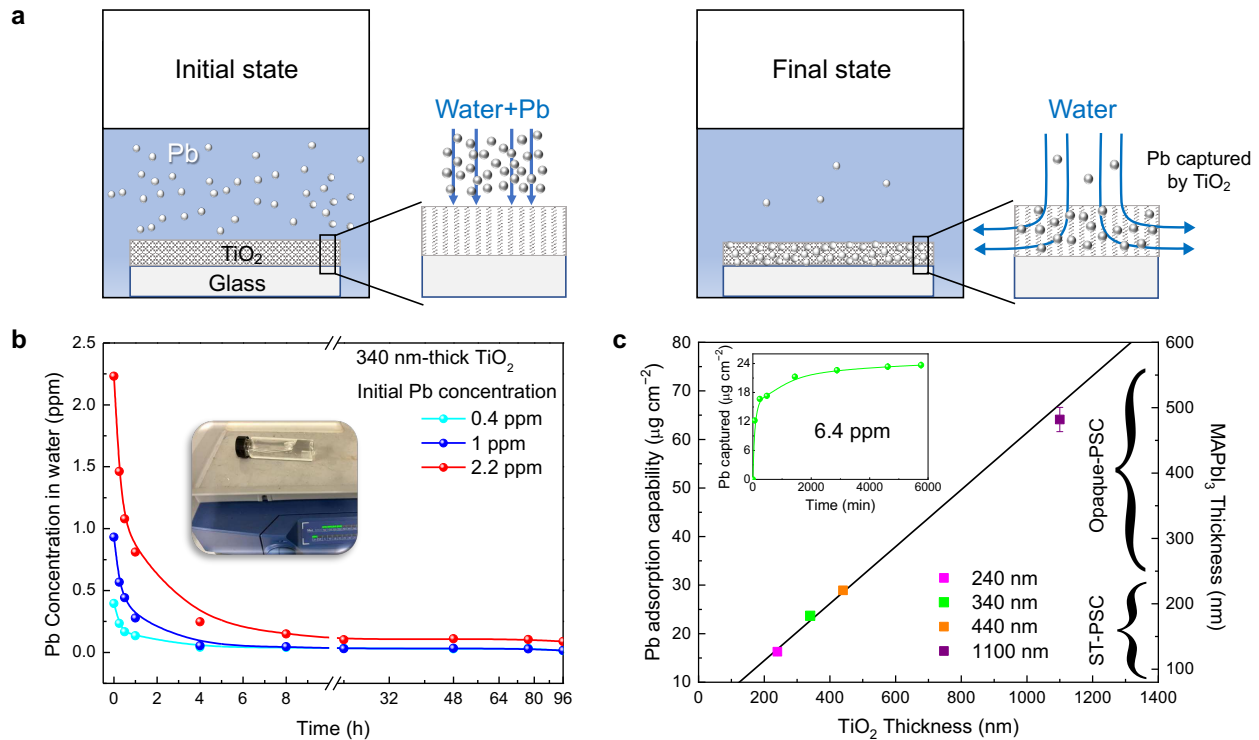 a
Initial state
Pb
TiO₂
Glass
Water+Pb
Final state
Water
Pb captured
by TiO₂
b
Pb Concentration in water (ppm)
2.5
2.0
1.5
1.0
0.5
0.0
340 nm-thick TiO₂
Initial Pb concentration
0.4 ppm
1 ppm
2.2 ppm
0 2 4 6 8 32 48 64 80 96
Time (h)
c
Pb adsorption capability (μg cm⁻²)
80
70
60
50
40
30
20
10
Pb captured (μg cm⁻²)
24
18
12
6
0
6.4 ppm
0 2000 4000 6000
Time (min)
240 nm
340 nm
440 nm
1100 nm
Opaque-PSC
ST-PSC
600
500
400
300
200
100
MAPbI₃ Thickness (nm)
0 200 400 600 800 1000 1200 1400
TiO₂ Thickness (nm)